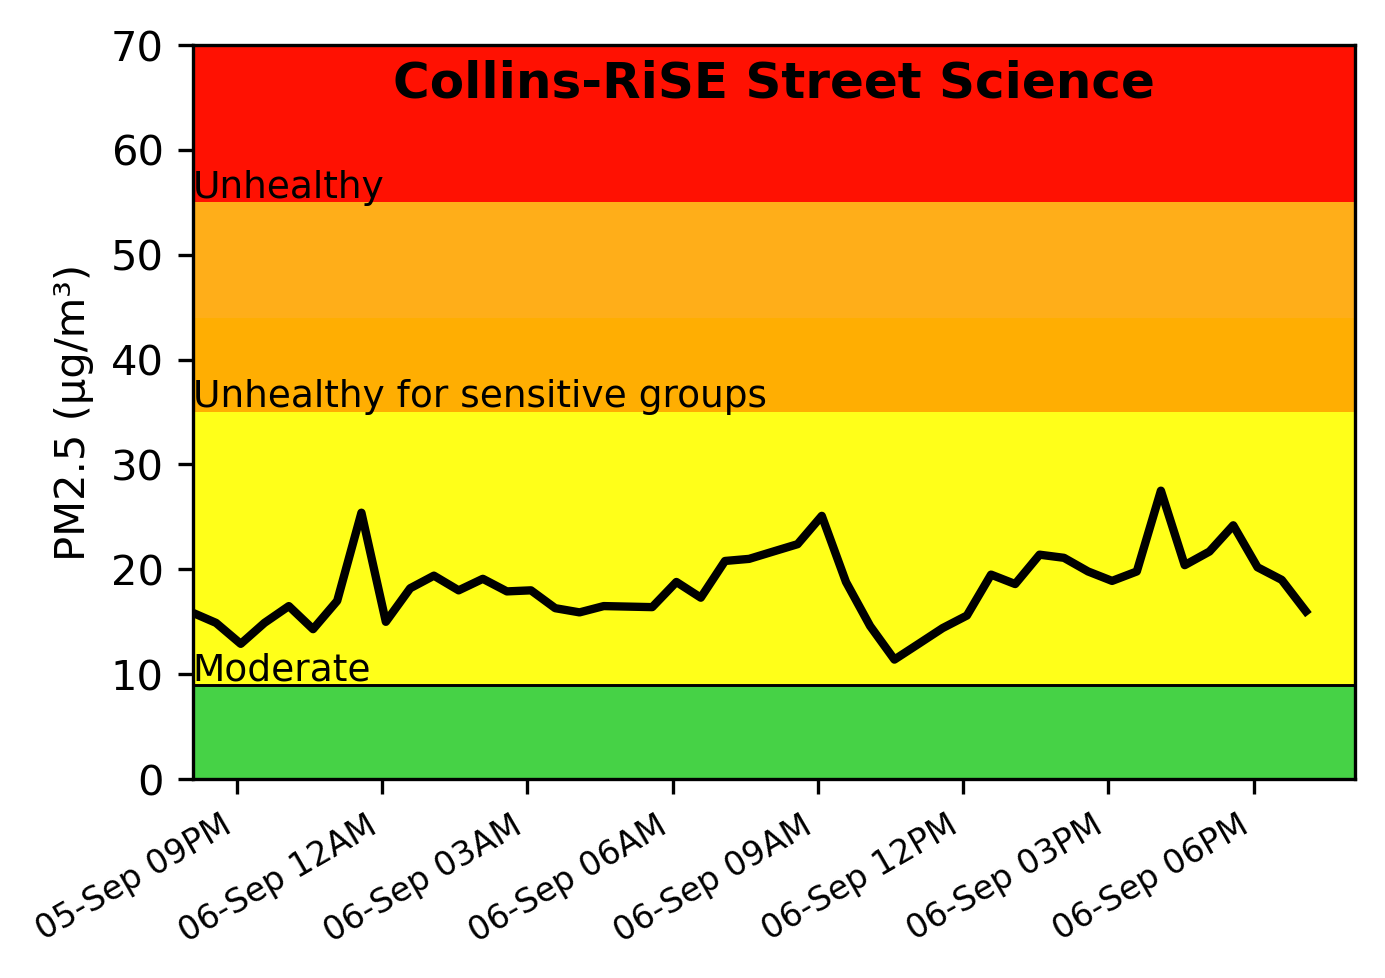 Collins-RiSE Street Science
70
60
Unhealthy
50
40
Unhealthy for sensitive groups
30
20
10
Moderate
0
PM2.5 (µg/m³)
05-Sep 09PM
06-Sep 12AM
06-Sep 03AM
06-Sep 06AM
06-Sep 09AM
06-Sep 12PM
06-Sep 03PM
06-Sep 06PM